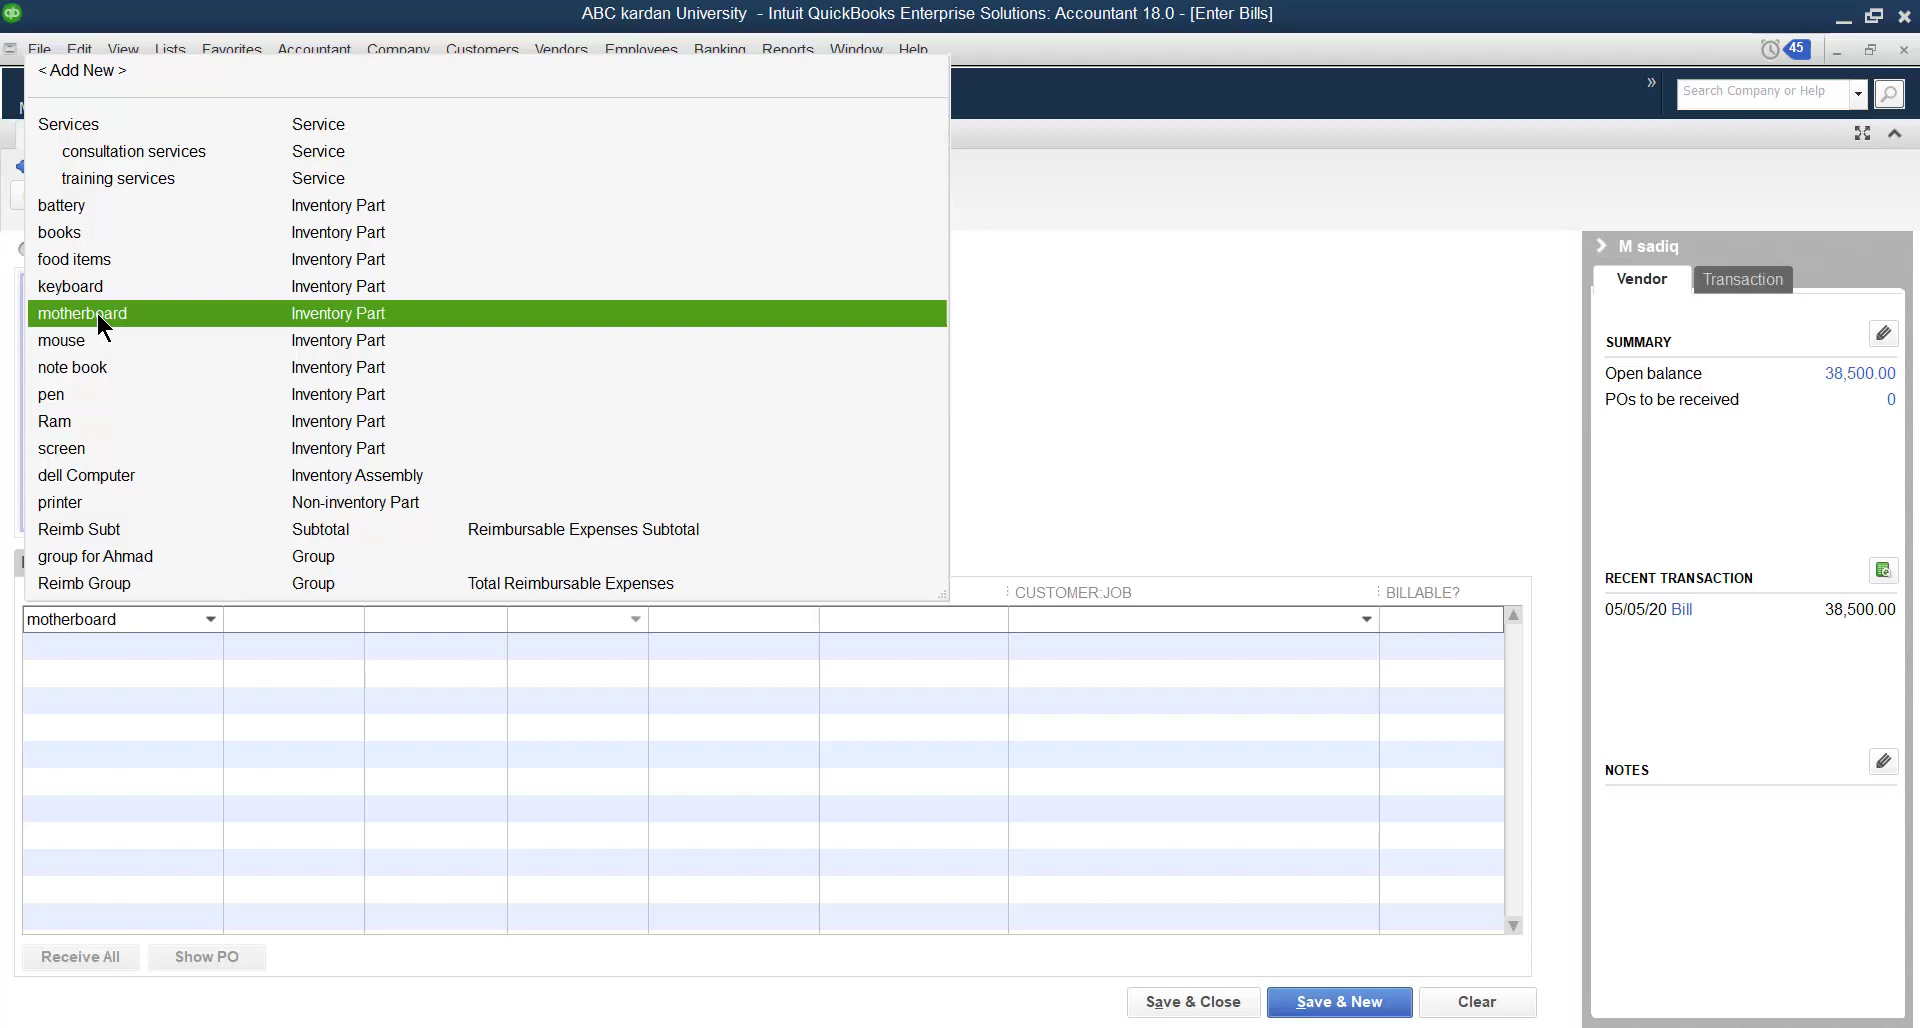 ABC kardan University - Intuit QuickBooks Enterprise Solutions: Accountant 18.0 - [Enter Bills]
File Edit View Lists Favorites Accountant Company Customers Vendors Employees Banking Reports Window Help
45
< Add New >
» Search Company or Help
Services Service
consultation services Service
training services Service
battery Inventory Part
books Inventory Part
food items Inventory Part
keyboard Inventory Part
motherboard Inventory Part
mouse Inventory Part
note book Inventory Part
pen Inventory Part
Ram Inventory Part
screen Inventory Part
dell Computer Inventory Assembly
printer Non-inventory Part
Reimb Subt Subtotal Reimbursable Expenses Subtotal
group for Ahmad Group
Reimb Group Group Total Reimbursable Expenses
CUSTOMER:JOB BILLABLE?
motherboard
Receive All Show PO
Save & Close Save & New Clear
M sadiq
Vendor Transaction
SUMMARY
Open balance 38,500.00
POs to be received 0
RECENT TRANSACTION
05/05/20 Bill 38,500.00
NOTES